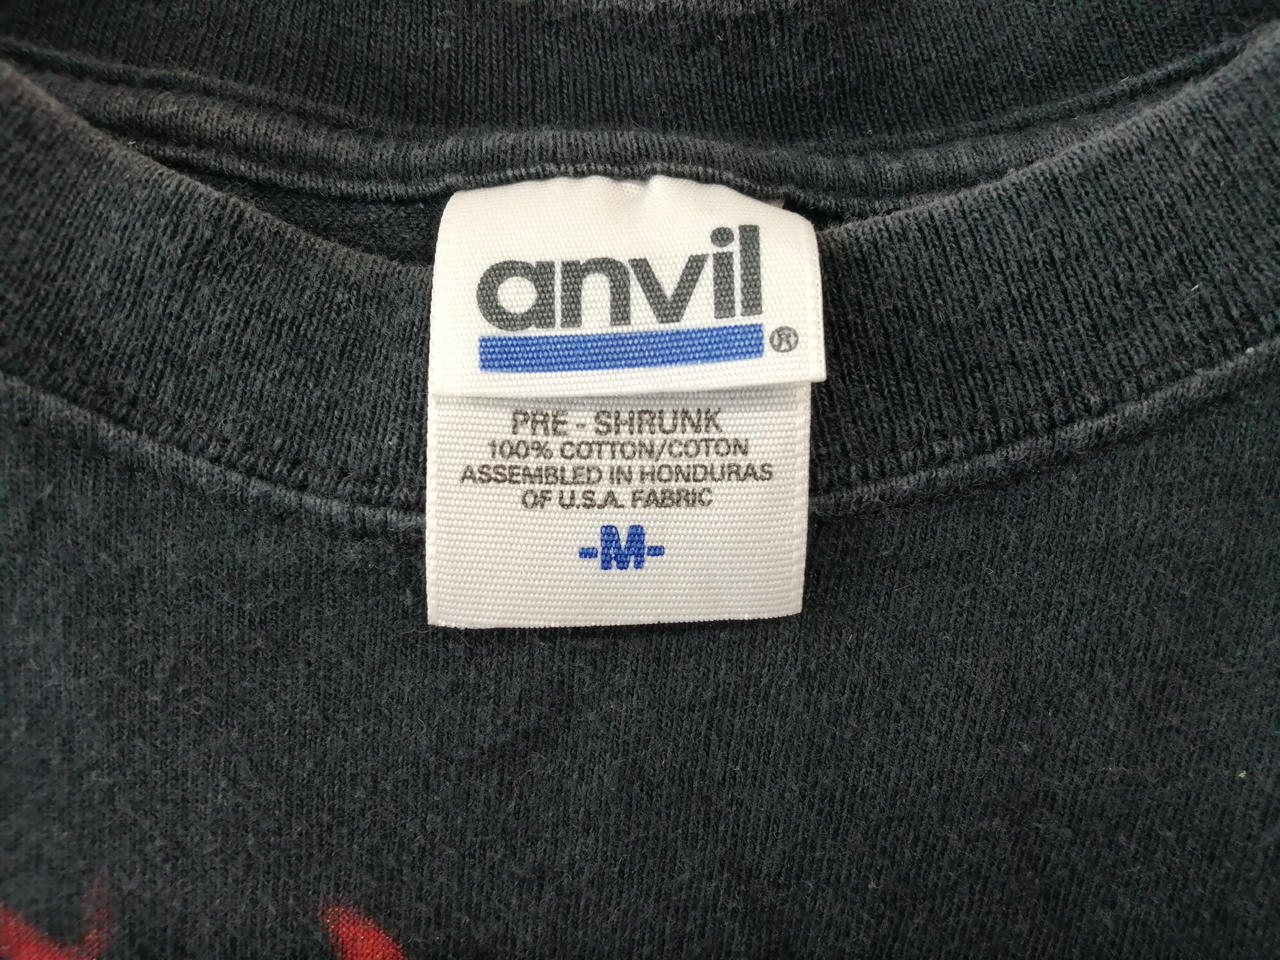 anvil
®
PRE - SHRUNK
100% COTTON/COTON
ASSEMBLED IN HONDURAS
OF U.S.A. FABRIC
-M-